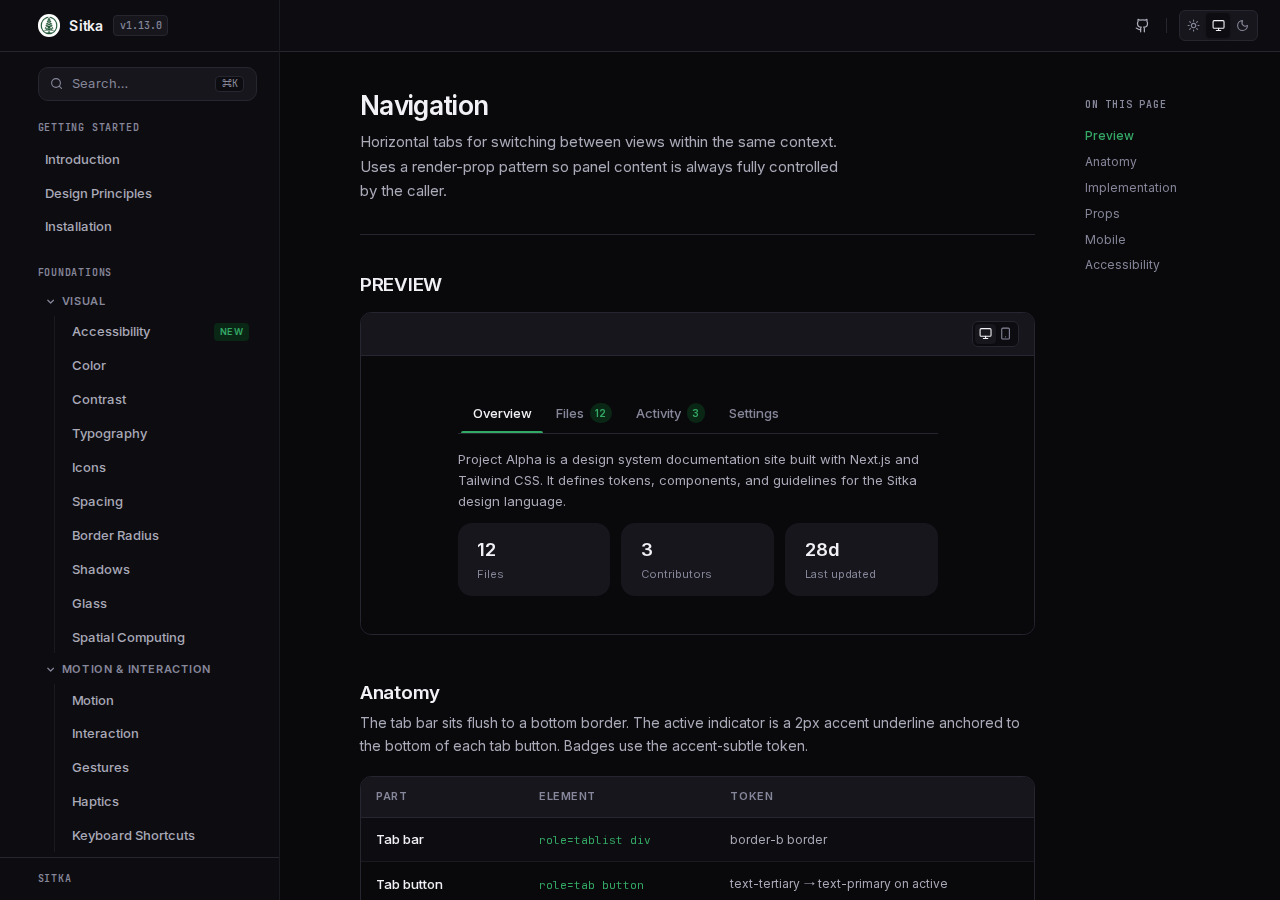 Sitka v1.13.0
Search... ⌘K
GETTING STARTED
Introduction
Design Principles
Installation
FOUNDATIONS
VISUAL
Accessibility NEW
Color
Contrast
Typography
Icons
Spacing
Border Radius
Shadows
Glass
Spatial Computing
MOTION & INTERACTION
Motion
Interaction
Gestures
Haptics
Keyboard Shortcuts
SITKA
Navigation
Horizontal tabs for switching between views within the same context.
Uses a render-prop pattern so panel content is always fully controlled
by the caller.
PREVIEW
Overview Files 12 Activity 3 Settings
Project Alpha is a design system documentation site built with Next.js and
Tailwind CSS. It defines tokens, components, and guidelines for the Sitka
design language.
12 3 28d
Files Contributors Last updated
Anatomy
The tab bar sits flush to a bottom border. The active indicator is a 2px accent underline anchored to
the bottom of each tab button. Badges use the accent-subtle token.
PART ELEMENT TOKEN
Tab bar role=tablist div border-b border
Tab button role=tab button text-tertiary → text-primary on active
ON THIS PAGE
Preview
Anatomy
Implementation
Props
Mobile
Accessibility